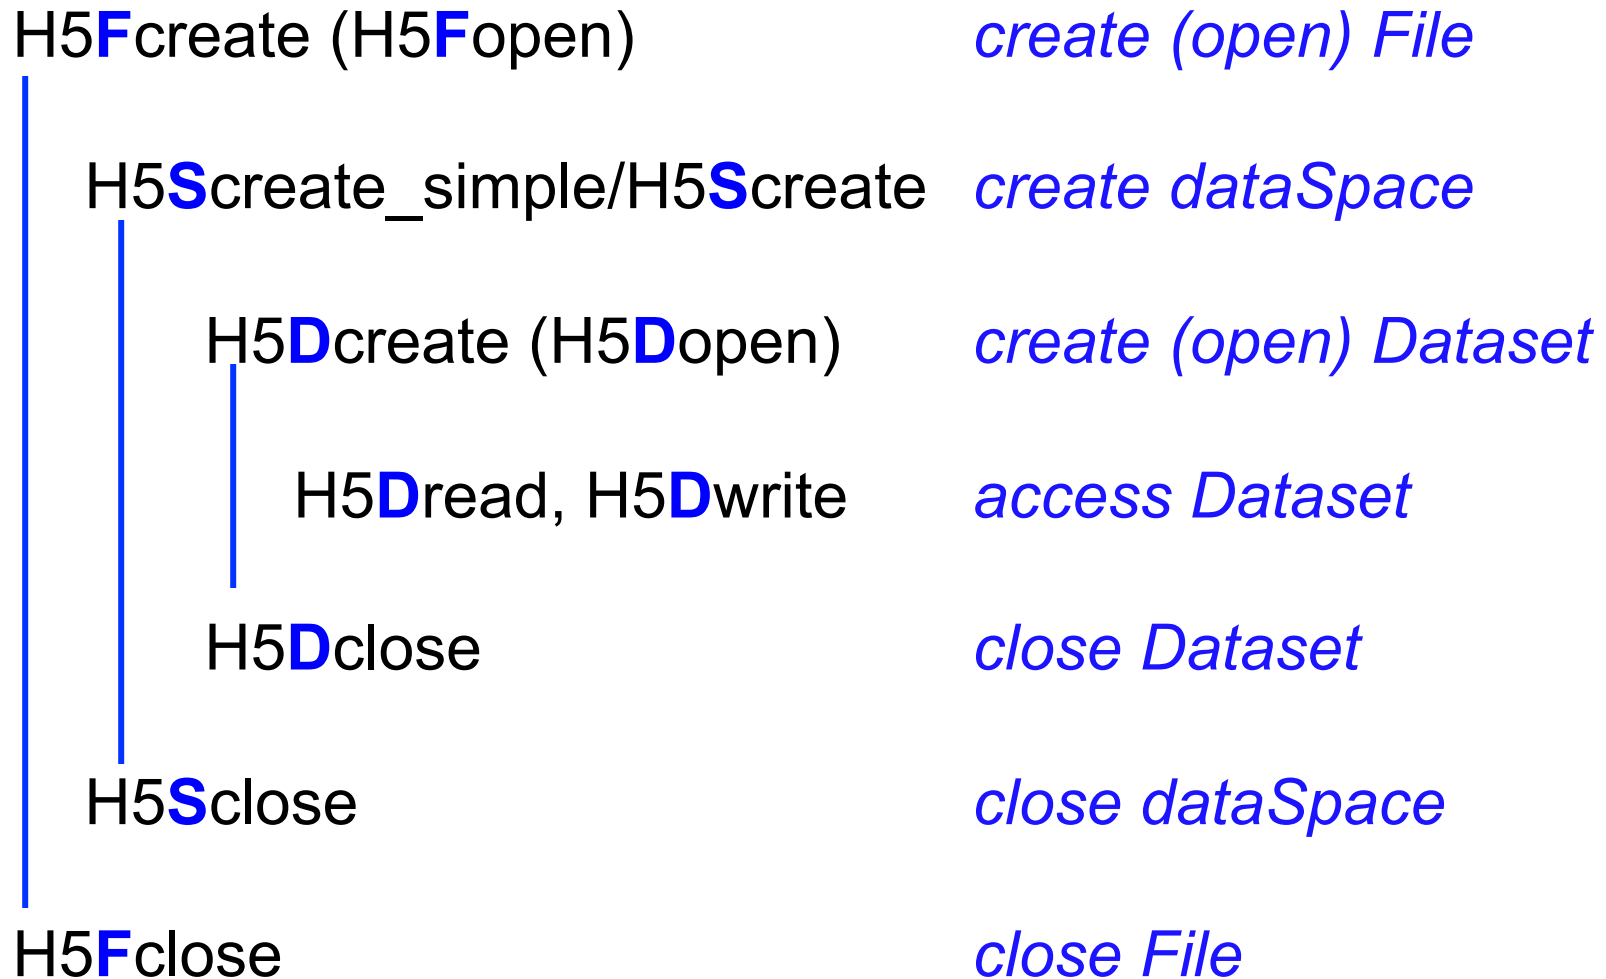 H5Fcreate (H5Fopen) create (open) File
H5Screate_simple/H5Screate create dataSpace
H5Dcreate (H5Dopen) create (open) Dataset
H5Dread, H5Dwrite access Dataset
H5Dclose close Dataset
H5Sclose close dataSpace
H5Fclose close File